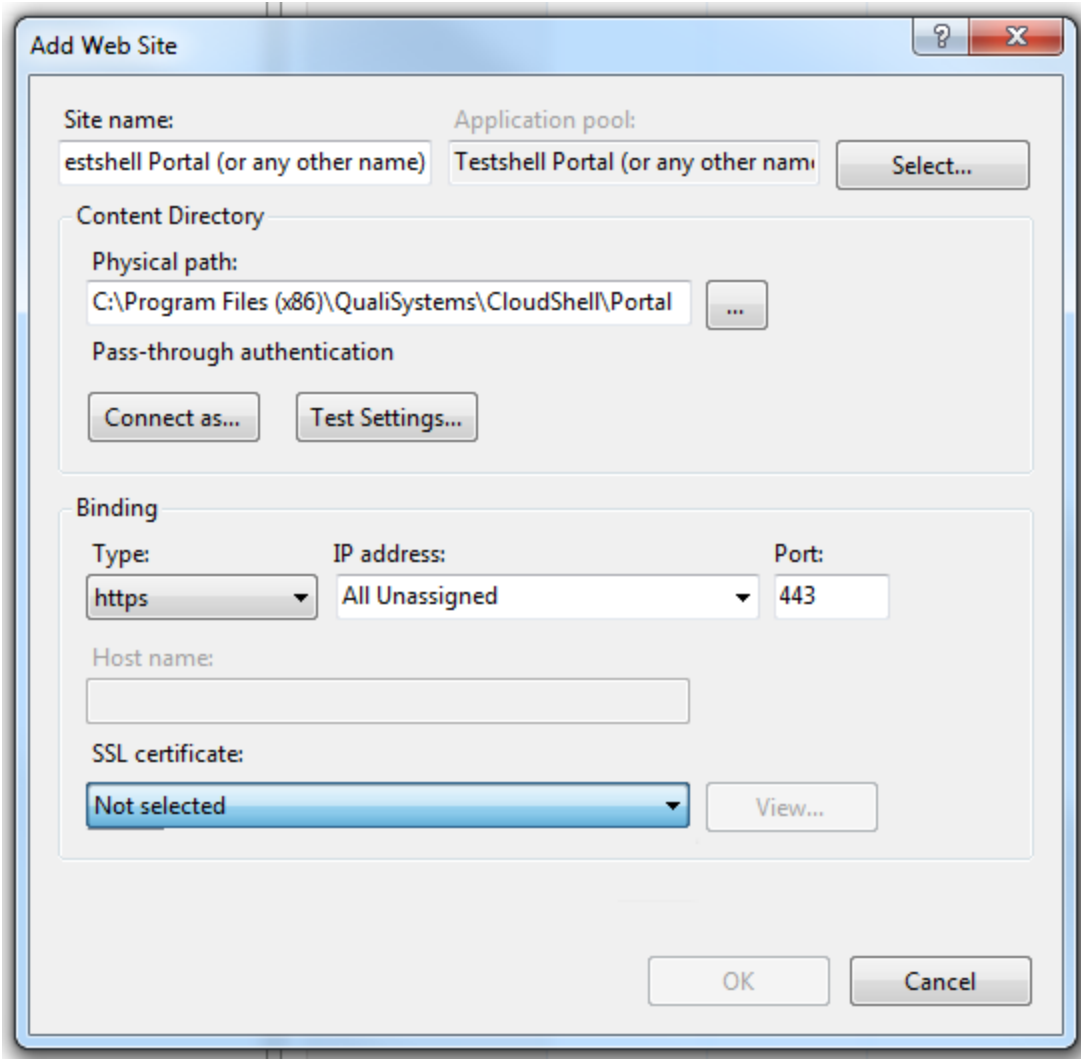 Add Web Site
?
Site name:
Application pool:
estshell Portal (or any other name)
Testshell Portal (or any other nam
Select...
Content Directory
Physical path:
C:\Program Files (x86)\QualiSystems\CloudShell\Portal
...
Pass-through authentication
Connect as...
Test Settings...
Binding
Type:
IP address:
Port:
https
All Unassigned
443
Host name:
SSL certificate:
Not selected
View...
OK
Cancel